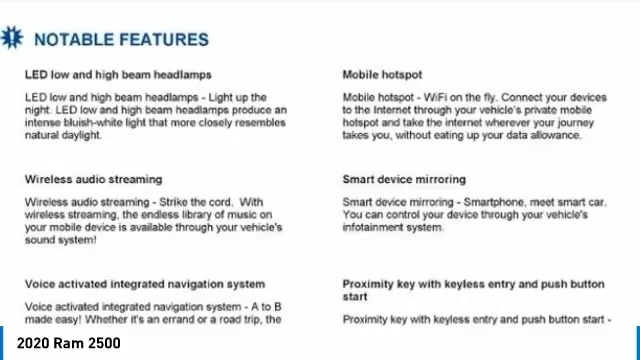 NOTABLE FEATURES
LED low and high beam headlamps
LED low and high beam headlamps - Light up the
night. LED low and high beam headlamps produce an
intense bluish-white light that more closely resembles
natural daylight.
Wireless audio streaming
Wireless audio streaming - Strike the cord.  With
wireless streaming, the endless library of music on
your mobile device is available through your vehicle's
sound system!
Voice activated integrated navigation system
Voice activated integrated navigation system - A to B
made easy! Whether it's an errand or a road trip, the
Mobile hotspot
Mobile hotspot - WiFi on the fly. Connect your devices
to the Internet through your vehicle's private mobile
hotspot and take the internet wherever your journey
takes you, without eating up your data allowance.
Smart device mirroring
Smart device mirroring - Smartphone, meet smart car.
You can control your device through your vehicle's
infotainment system.
Proximity key with keyless entry and push button
start
Proximity key with keyless entry and push button start -
2020 Ram 2500